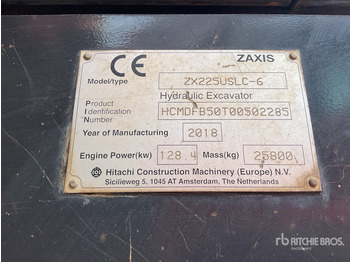 ZAXIS
CE
Model/type ZX225USLC-6
Hydraulic Excavator
Product
Identification
Number HCMDFB50T00502285
Year of Manufacturing 2018
Engine Power(kw) 128.4 Mass(kg) 25800
Hitachi Construction Machinery (Europe) N.V.
Sicilieweg 5, 1045 AT Amsterdam, The Netherlands
rb RITCHIE BROS.